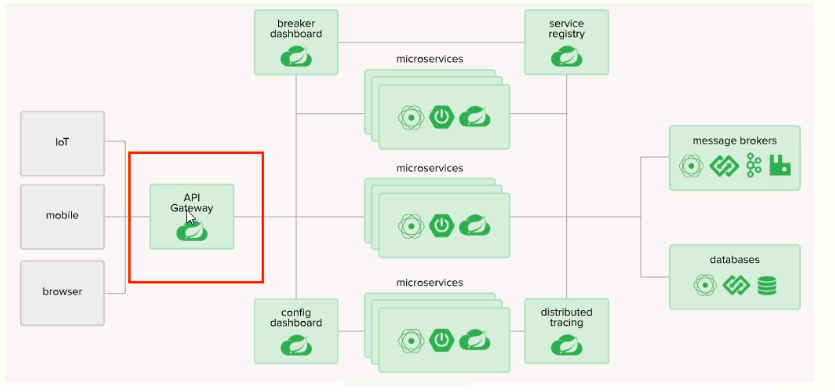 breaker
dashboard
service
registry
microservices
IoT
mobile
browser
API
Gateway
microservices
message brokers
databases
microservices
config
dashboard
distributed
tracing